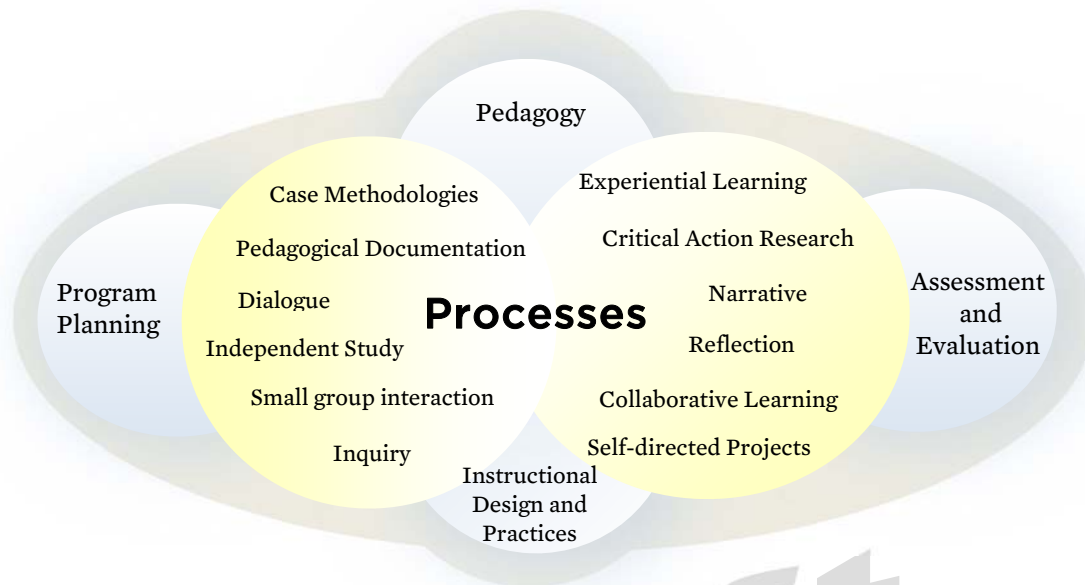 Pedagogy
Case Methodologies
Pedagogical Documentation
Dialogue
Independent Study
Small group interaction
Inquiry
Processes
Experiential Learning
Critical Action Research
Narrative
Reflection
Collaborative Learning
Self-directed Projects
Program
Planning
Assessment
and
Evaluation
Instructional
Design and
Practices